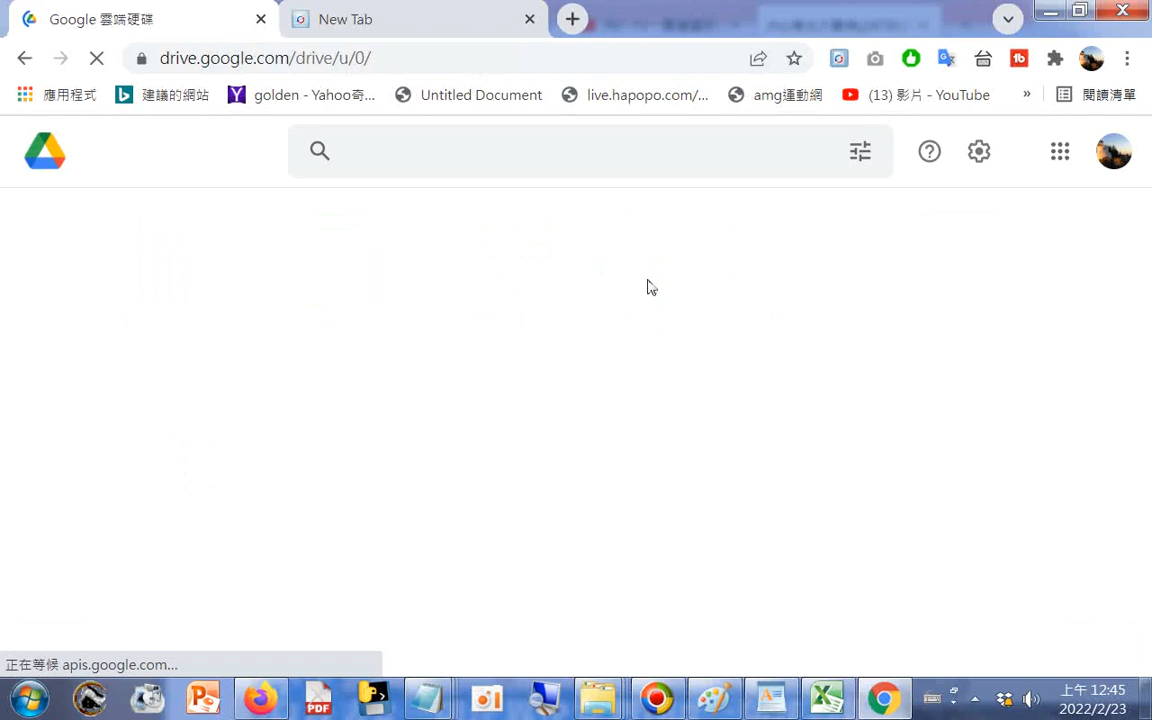 Google 雲端硬碟
New Tab
drive.google.com/drive/u/0/
應用程式
建議的網站
golden - Yahoo奇...
Untitled Document
live.hapopo.com/...
amg運動網
(13) 影片 - YouTube
»
閱讀清單
正在等候 apis.google.com...
上午 12:45
2022/2/23